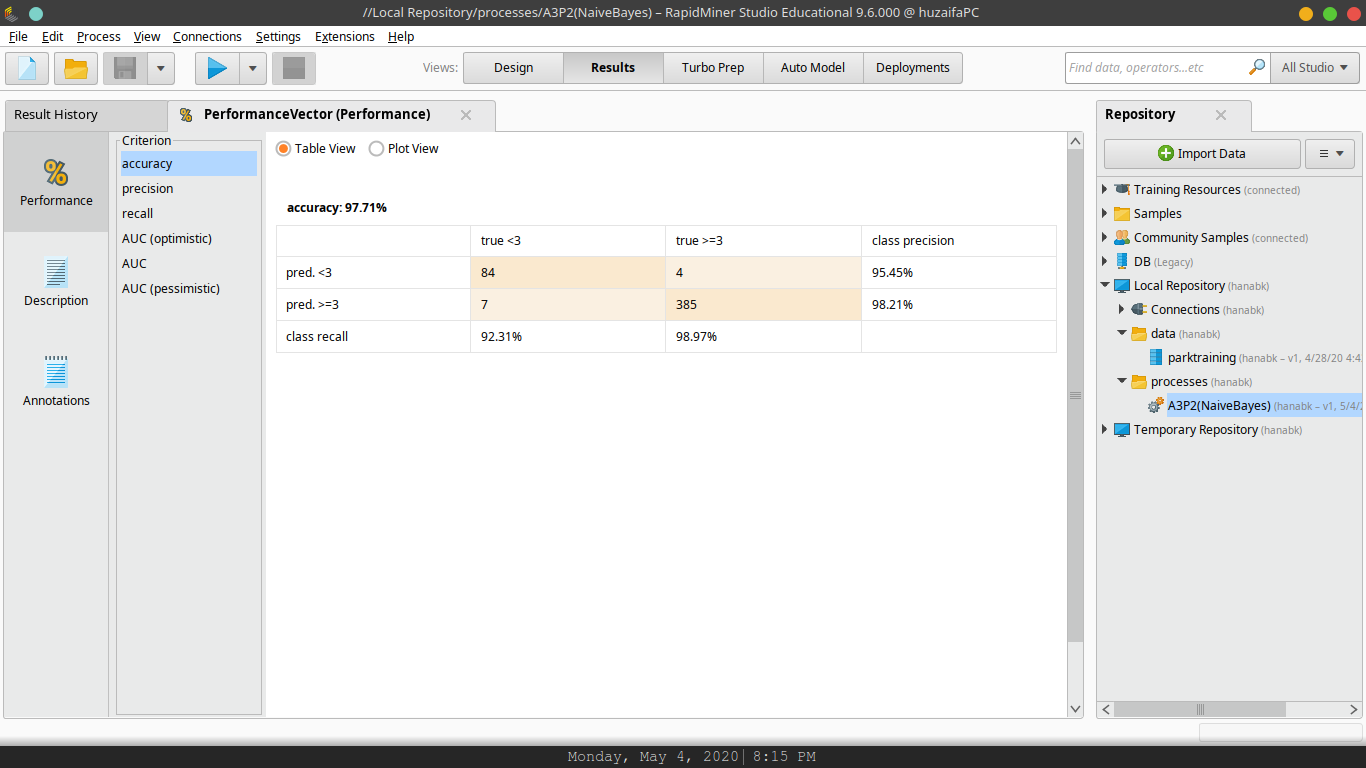 //Local Repository/processes/A3P2(NaiveBayes) – RapidMiner Studio Educational 9.6.000 @ huzaifaPC
File Edit Process View Connections Settings Extensions Help
Views: Design Results Turbo Prep Auto Model Deployments Find data, operators...etc All Studio
Result History PerformanceVector (Performance)
Performance
Description
Annotations
Criterion
accuracy
precision
recall
AUC (optimistic)
AUC
AUC (pessimistic)
Table View Plot View
accuracy: 97.71%
true <3 true >=3 class precision
pred. <3 84 4 95.45%
pred. >=3 7 385 98.21%
class recall 92.31% 98.97%
Repository
Import Data
Training Resources (connected)
Samples
Community Samples (connected)
DB (Legacy)
Local Repository (hanabk)
Connections (hanabk)
data (hanabk)
parktraining (hanabk – v1, 4/28/20 4:4
processes (hanabk)
A3P2(NaiveBayes) (hanabk – v1, 5/4/
Temporary Repository (hanabk)
Monday, May 4, 2020| 8:15 PM